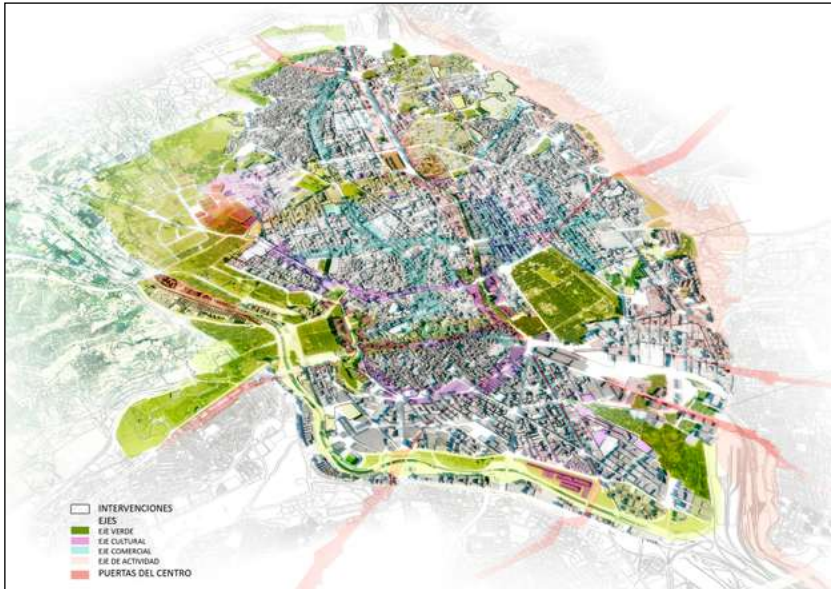 INTERVENCIONES
EJES
EJE VERDE
EJE CULTURAL
EJE COMERCIAL
EJE DE ACTIVIDAD
PUERTAS DEL CENTRO